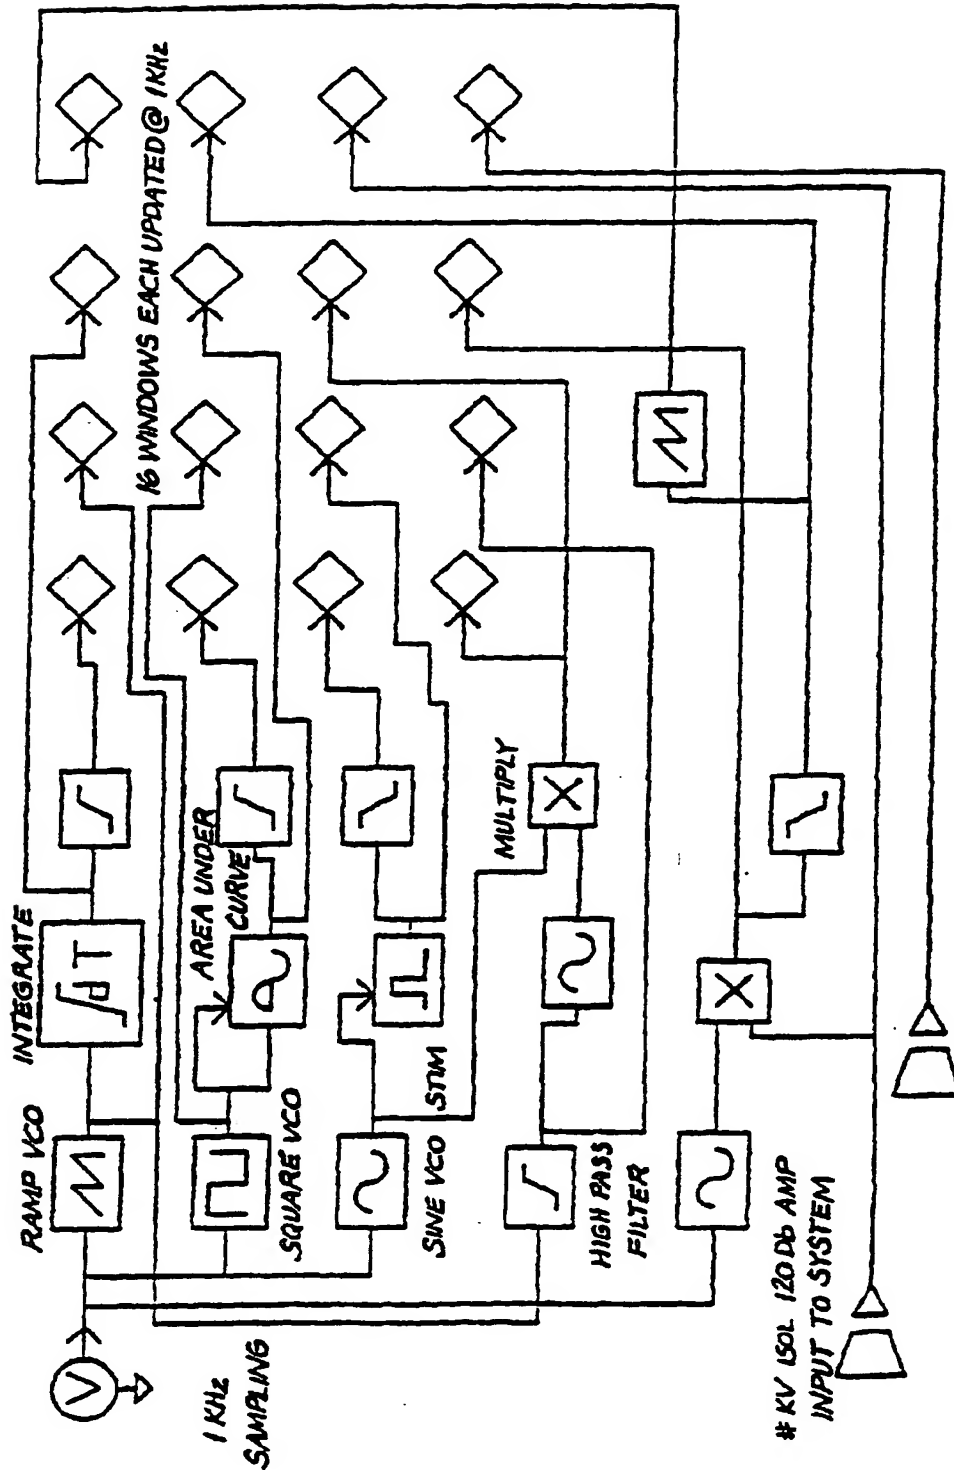 16 WINDOWS EACH UPDATED @ 1KHz
INTEGRATE
∫dT
RAMP VCO
AREA UNDER
CURVE
SQUARE VCO
STIM
SINE VCO
MULTIPLY
HIGH PASS
FILTER
V
1 KHz
SAMPLING
# KV ISOL 120 Db AMP
INPUT TO SYSTEM
X
X